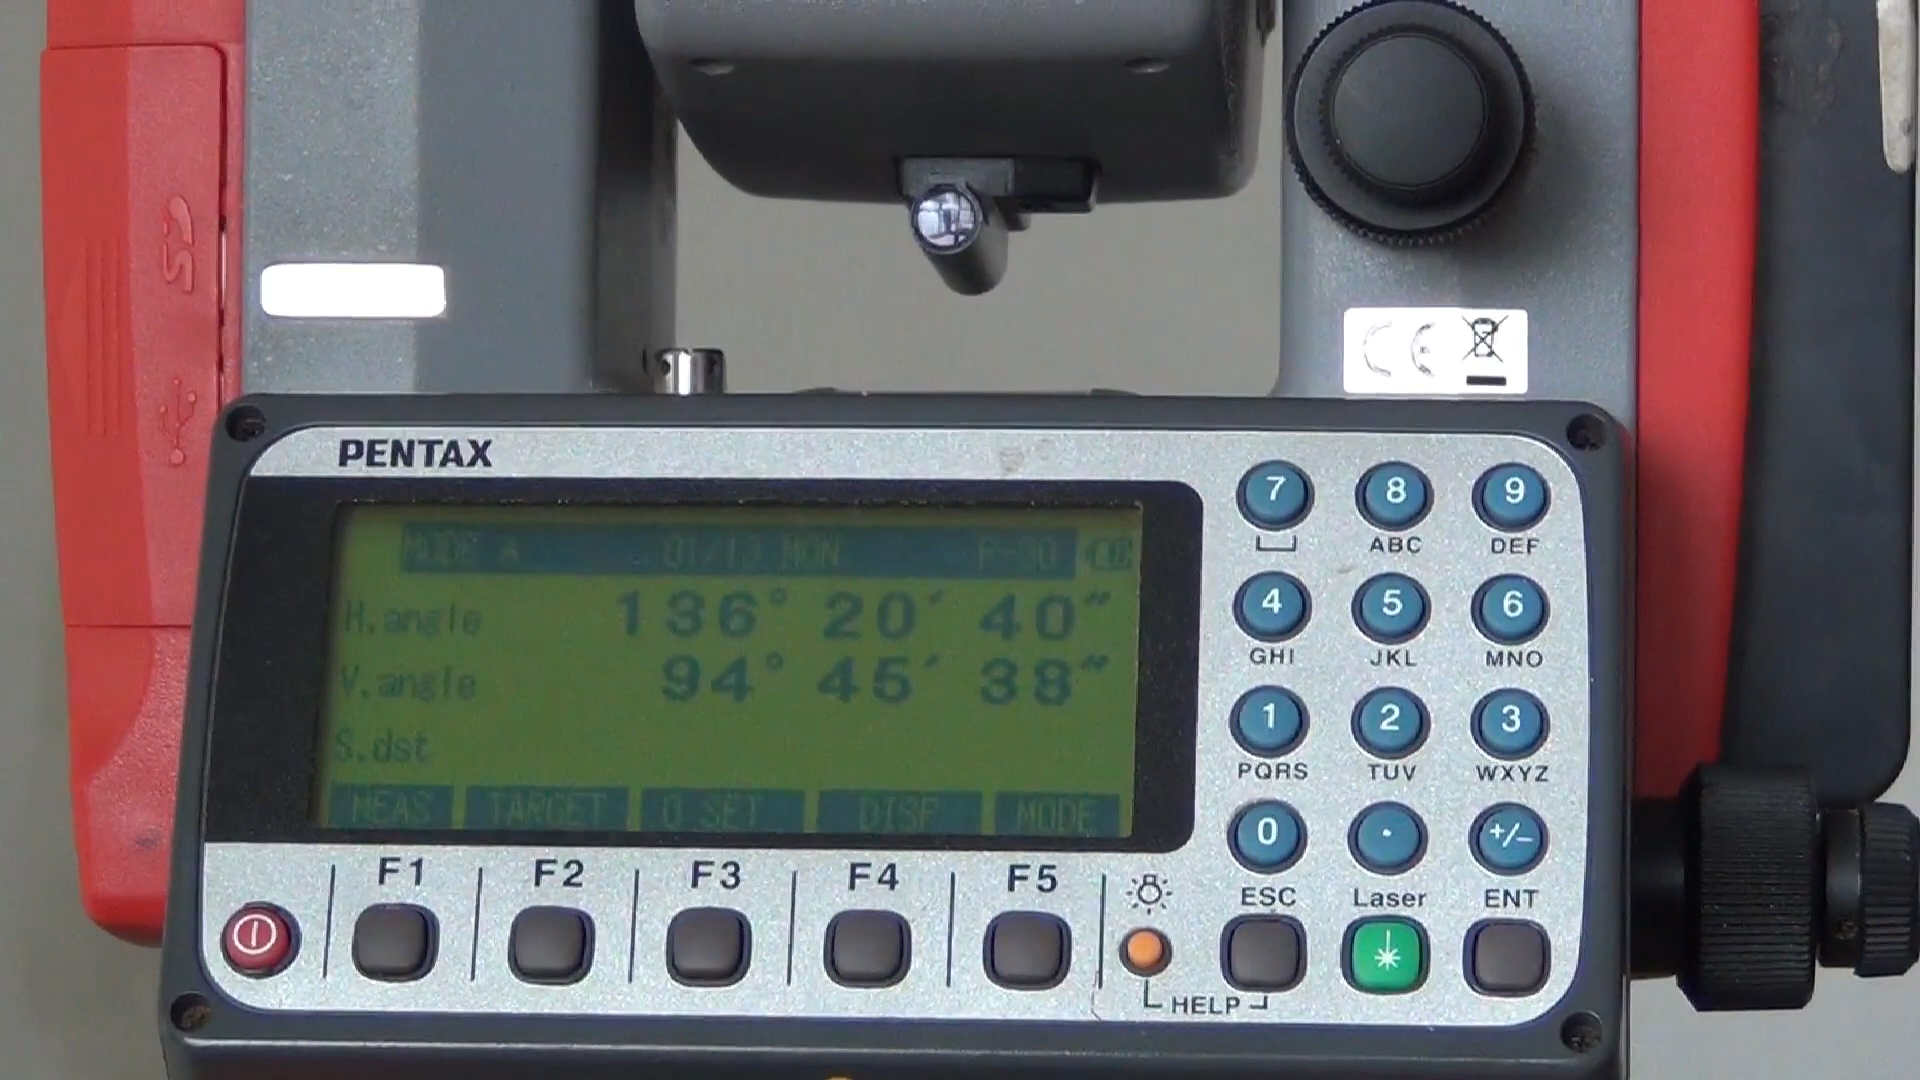 SD
CE
PENTAX
MODE A 01/13 MON P-30
H.angle 136° 20′ 40″
V.angle 94° 45′ 38″
S.dst
MEAS TARGET 0 SET DISP MODE
F1 F2 F3 F4 F5
7 8 9
ABC DEF
4 5 6
GHI JKL MNO
1 2 3
PQRS TUV WXYZ
0 . +/-
ESC Laser ENT
HELP